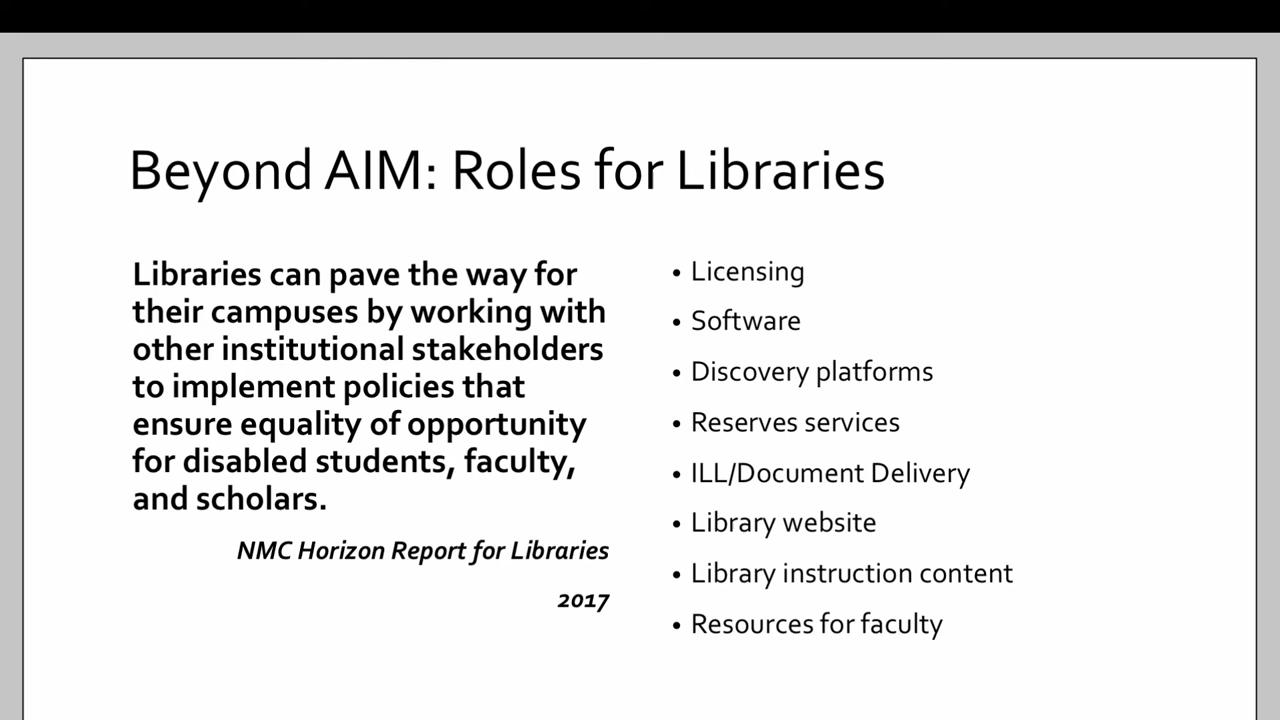 Beyond AIM: Roles for Libraries
Libraries can pave the way for
their campuses by working with
other institutional stakeholders
to implement policies that
ensure equality of opportunity
for disabled students, faculty,
and scholars.
NMC Horizon Report for Libraries
2017
• Licensing
• Software
• Discovery platforms
• Reserves services
• ILL/Document Delivery
• Library website
• Library instruction content
• Resources for faculty